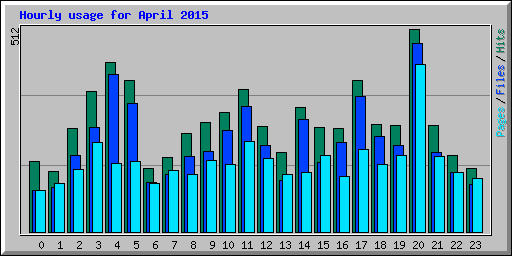 Hourly usage for April 2015
512
Pages / Files / Hits
0 1 2 3 4 5 6 7 8 9 10 11 12 13 14 15 16 17 18 19 20 21 22 23